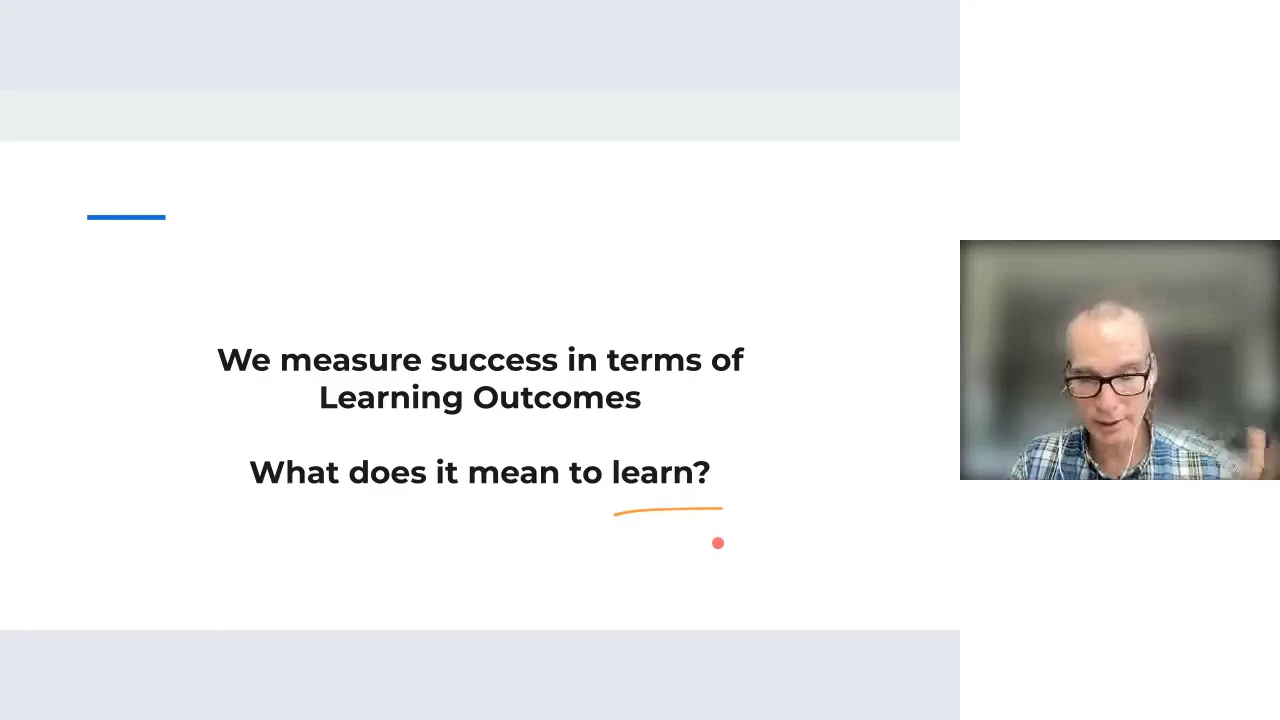 We measure success in terms of
Learning Outcomes
What does it mean to learn?